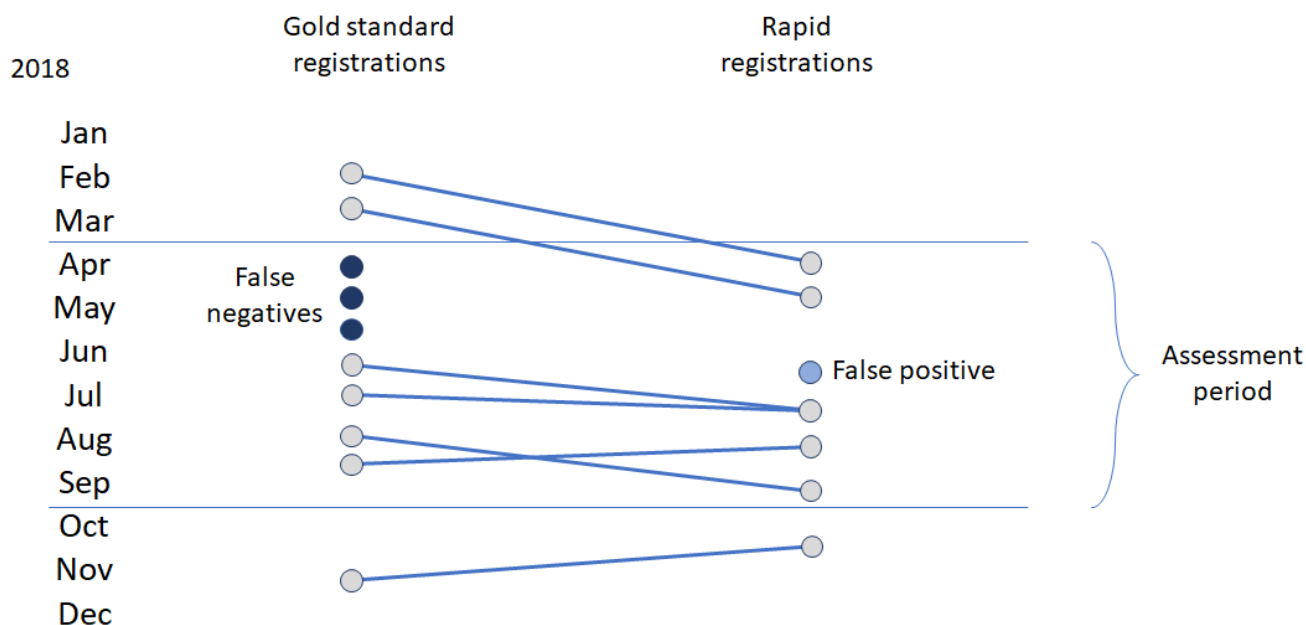 Gold standard
registrations
Rapid
registrations
2018
Jan
Feb
Mar
Apr
May
Jun
Jul
Aug
Sep
Oct
Nov
Dec
False
negatives
False positive
Assessment
period